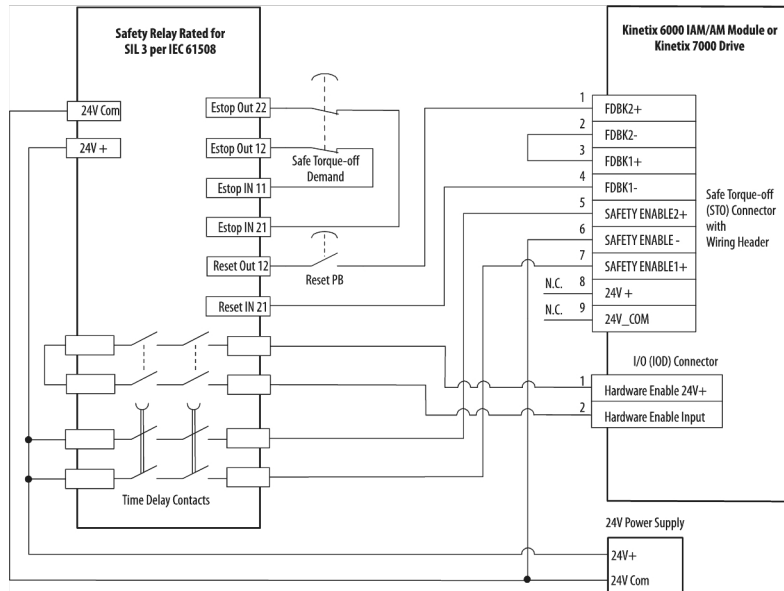 Safety Relay Rated for
SIL 3 per IEC 61508
24V Com
24V +
Estop Out 22
Estop Out 12
Estop IN 11
Estop IN 21
Reset Out 12
Reset IN 21
Safe Torque-off
Demand
Reset PB
Time Delay Contacts
Kinetix 6000 IAM/AM Module or
Kinetix 7000 Drive
1 FDBK2+
2 FDBK2-
3 FDBK1+
4 FDBK1-
5 SAFETY ENABLE2+
6 SAFETY ENABLE -
7 SAFETY ENABLE1+
N.C. 8 24V +
N.C. 9 24V_COM
Safe Torque-off
(STO) Connector
with
Wiring Header
I/O (IOD) Connector
1 Hardware Enable 24V+
2 Hardware Enable Input
24V Power Supply
24V+
24V Com